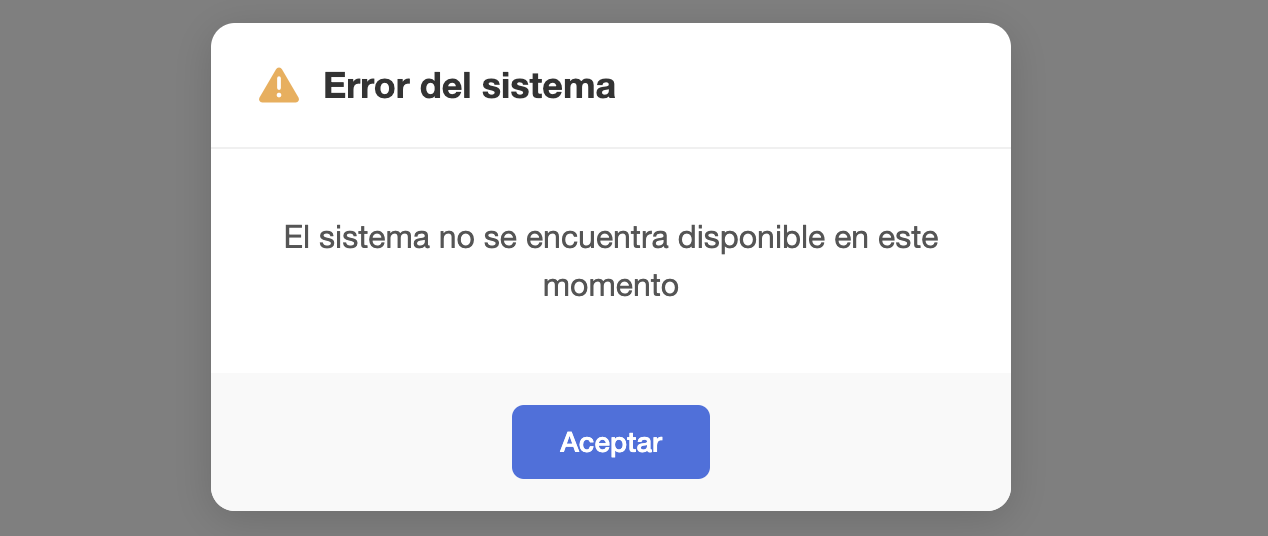 Error del sistema
El sistema no se encuentra disponible en este
momento
Aceptar